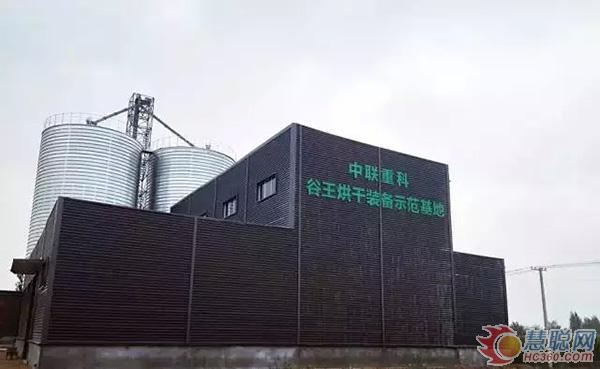 中联重科
谷王烘干装备示范基地
慧聪网
HC360.com